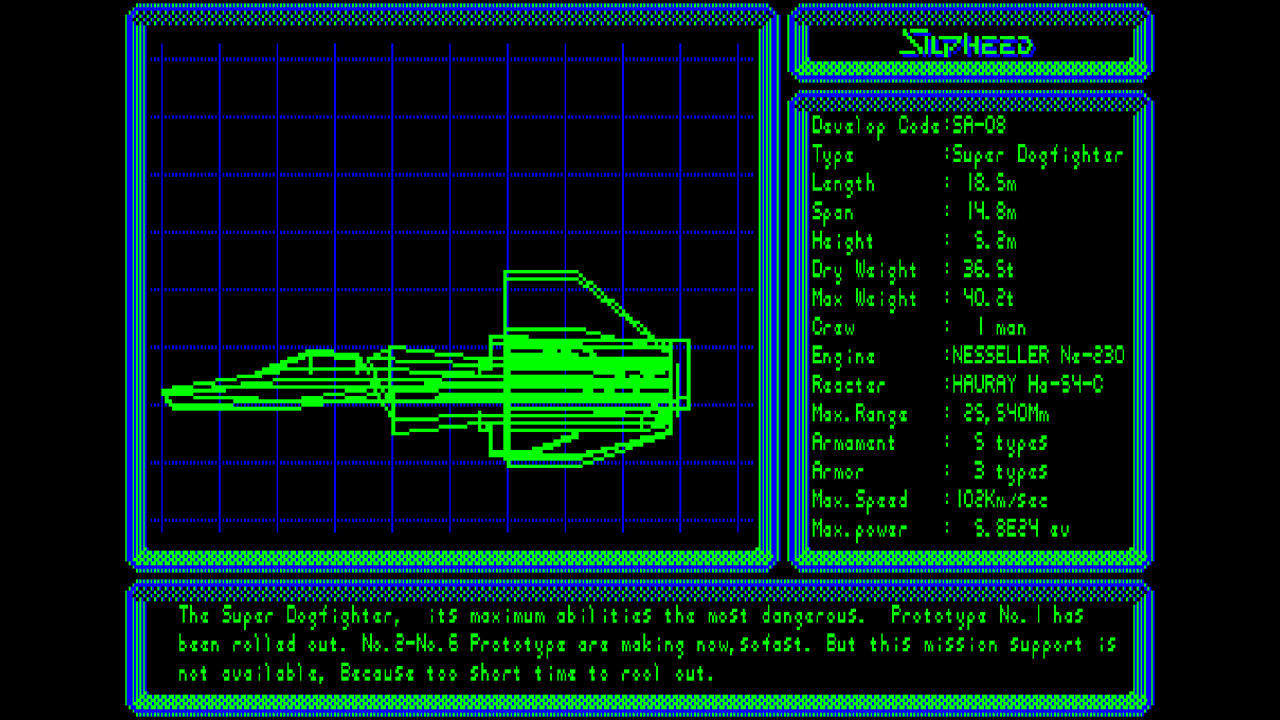 SILPHEED
Develop Code:SA-08
Type :Super Dogfighter
Length : 18.5m
Span : 14.8m
Height : 5.2m
Dry Weight : 36.5t
Max Weight : 40.2t
Crew : 1 man
Engine :NESSELLER Ne-230
Reacter :HAURAY Ha-S4-C
Max.Range : 25,540Mm
Armament : 5 types
Armor : 3 types
Max.Speed :102Km/sec
Max.power : 5.8E24 ev
The Super Dogfighter, its maximum abilities the most dangerous. Prototype No.1 has
been rolled out. No.2-No.6 Prototype are making now,sofast. But this mission support is
not available, Because too short time to rool out.